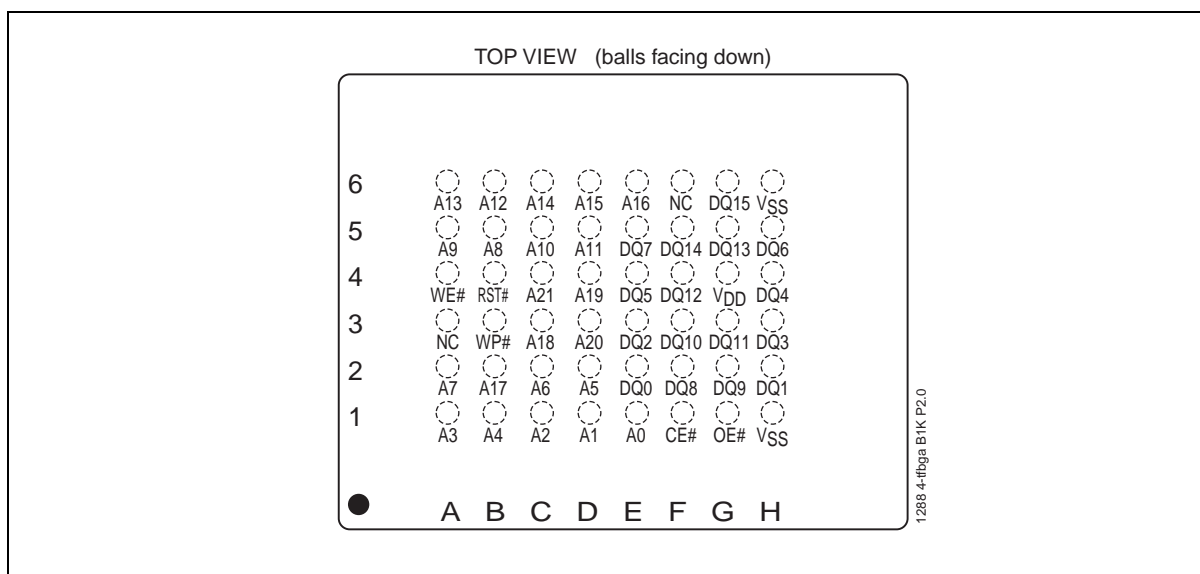 TOP VIEW (balls facing down)
6
A13 A12 A14 A15 A16 NC DQ15 VSS
5
A9 A8 A10 A11 DQ7 DQ14 DQ13 DQ6
4
WE# RST# A21 A19 DQ5 DQ12 VDD DQ4
3
NC WP# A18 A20 DQ2 DQ10 DQ11 DQ3
2
A7 A17 A6 A5 DQ0 DQ8 DQ9 DQ1
1
A3 A4 A2 A1 A0 CE# OE# VSS
A B C D E F G H
1288 4-tfbga B1K P2.0